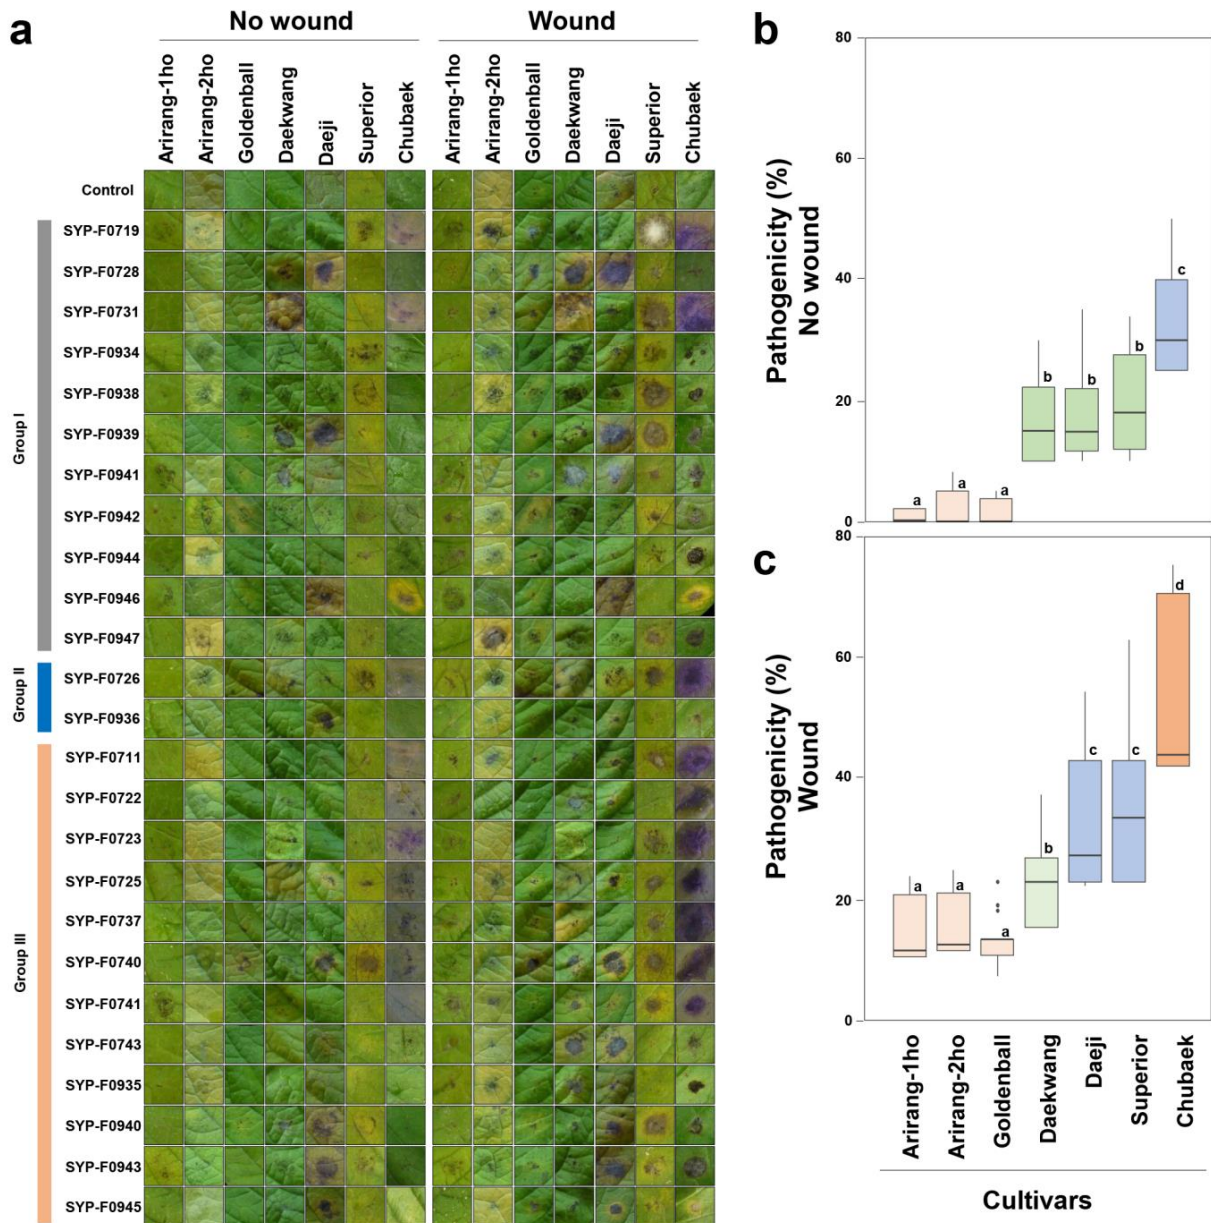 a
No wound
Wound
Arirang-1ho
Arirang-2ho
Goldenball
Daekwang
Daeji
Superior
Chubaek
Arirang-1ho
Arirang-2ho
Goldenball
Daekwang
Daeji
Superior
Chubaek
Control
SYP-F0719
SYP-F0728
SYP-F0731
SYP-F0934
SYP-F0938
SYP-F0939
SYP-F0941
SYP-F0942
SYP-F0944
SYP-F0946
SYP-F0947
SYP-F0726
SYP-F0936
SYP-F0711
SYP-F0722
SYP-F0723
SYP-F0725
SYP-F0737
SYP-F0740
SYP-F0741
SYP-F0743
SYP-F0935
SYP-F0940
SYP-F0943
SYP-F0945
Group I
Group II
Group III
b
Pathogenicity (%)
No wound
80
60
40
20
0
a
a
a
b
b
b
c
c
Pathogenicity (%)
Wound
80
60
40
20
0
a
a
a
b
c
c
d
Arirang-1ho
Arirang-2ho
Goldenball
Daekwang
Daeji
Superior
Chubaek
Cultivars